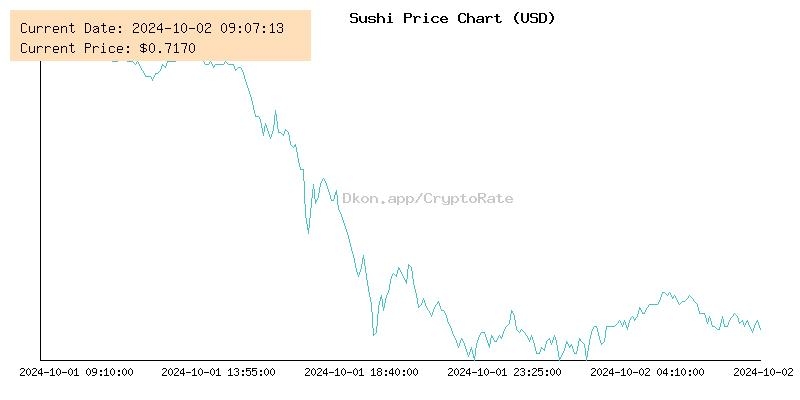 Sushi Price Chart (USD)
Current Date: 2024-10-02 09:07:13
Current Price: $0.7170
Dkon.app/CryptoRate
2024-10-01 09:10:00 2024-10-01 13:55:00 2024-10-01 18:40:00 2024-10-01 23:25:00 2024-10-02 04:10:00 2024-10-02